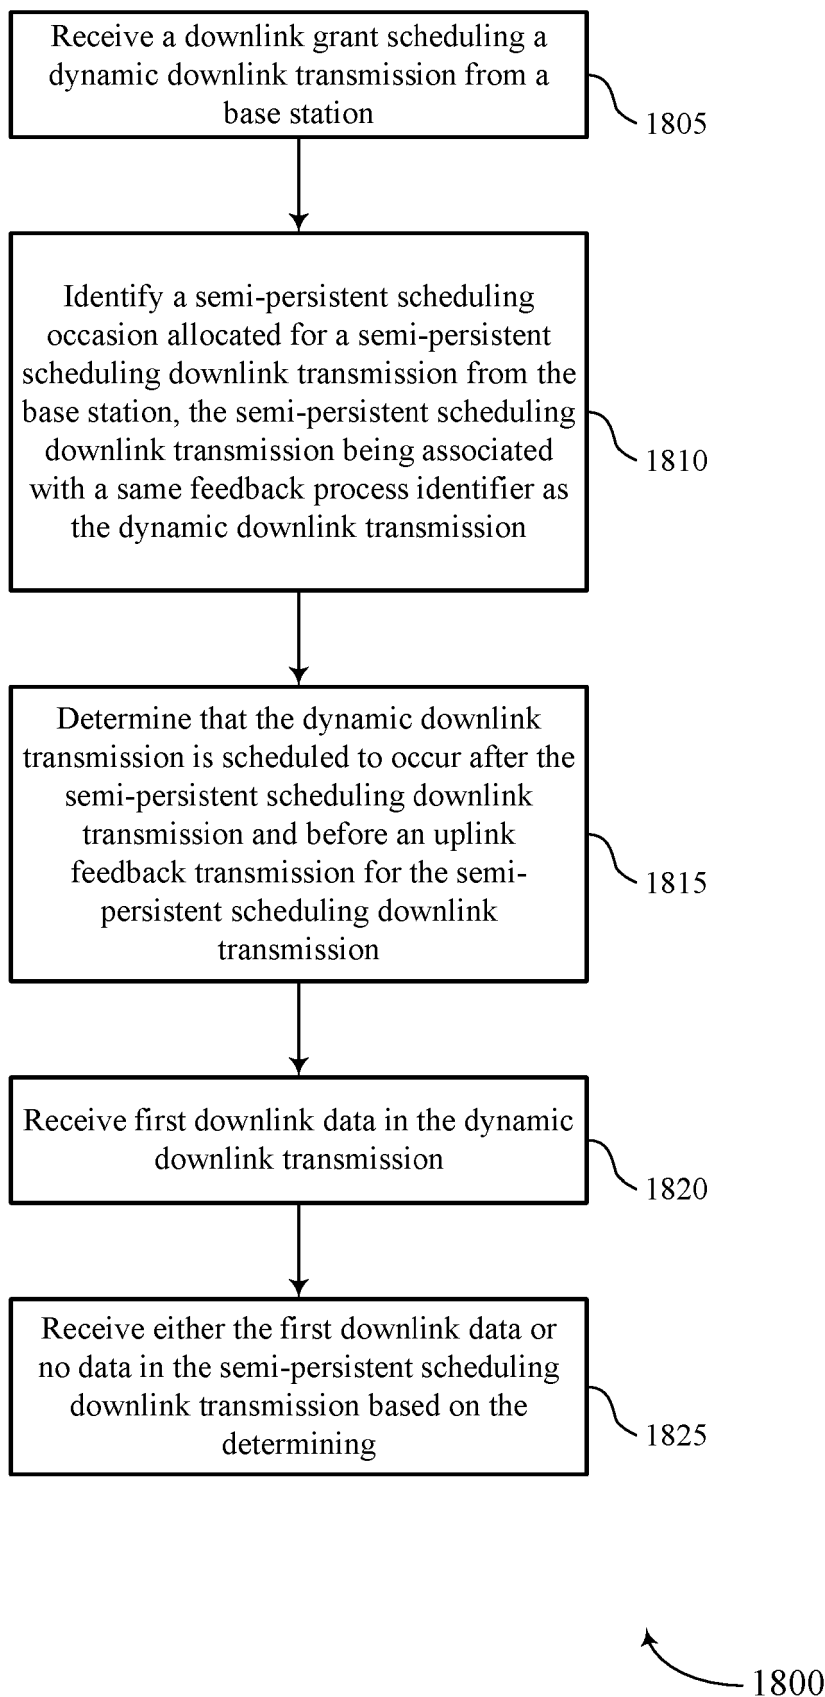 Receive a downlink grant scheduling a
dynamic downlink transmission from a
base station
1805
Identify a semi-persistent scheduling
occasion allocated for a semi-persistent
scheduling downlink transmission from the
base station, the semi-persistent scheduling
downlink transmission being associated
with a same feedback process identifier as
the dynamic downlink transmission
1810
Determine that the dynamic downlink
transmission is scheduled to occur after the
semi-persistent scheduling downlink
transmission and before an uplink
feedback transmission for the semi-
persistent scheduling downlink
transmission
1815
Receive first downlink data in the dynamic
downlink transmission
1820
Receive either the first downlink data or
no data in the semi-persistent scheduling
downlink transmission based on the
determining
1825
1800